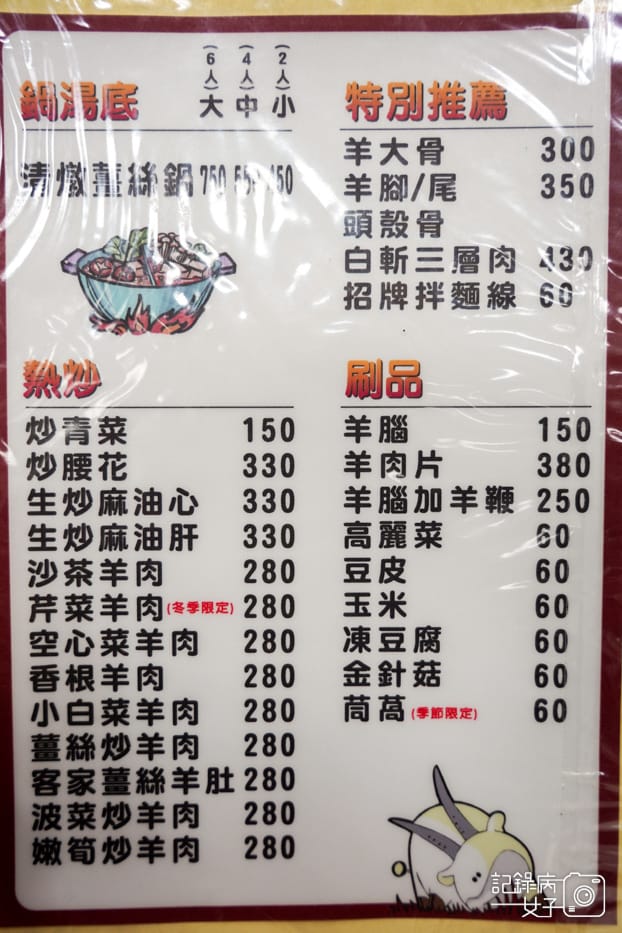 鍋湯底 (6人)大 (4人)中 (2人)小
清燉薑絲鍋 750 550 450
熱炒
炒青菜 150
炒腰花 330
生炒麻油心 330
生炒麻油肝 330
沙茶羊肉 280
芹菜羊肉(冬季限定) 280
空心菜羊肉 280
香根羊肉 280
小白菜羊肉 280
薑絲炒羊肉 280
客家薑絲羊肚 280
波菜炒羊肉 280
嫩筍炒羊肉 280
特別推薦
羊大骨 300
羊腳/尾 350
頭殼骨
白斬三層肉 430
招牌拌麵線 60
刷品
羊腦 150
羊肉片 380
羊腦加羊鞭 250
高麗菜 60
豆皮 60
玉米 60
凍豆腐 60
金針菇 60
茼萵(季節限定) 60
記錄病
女子